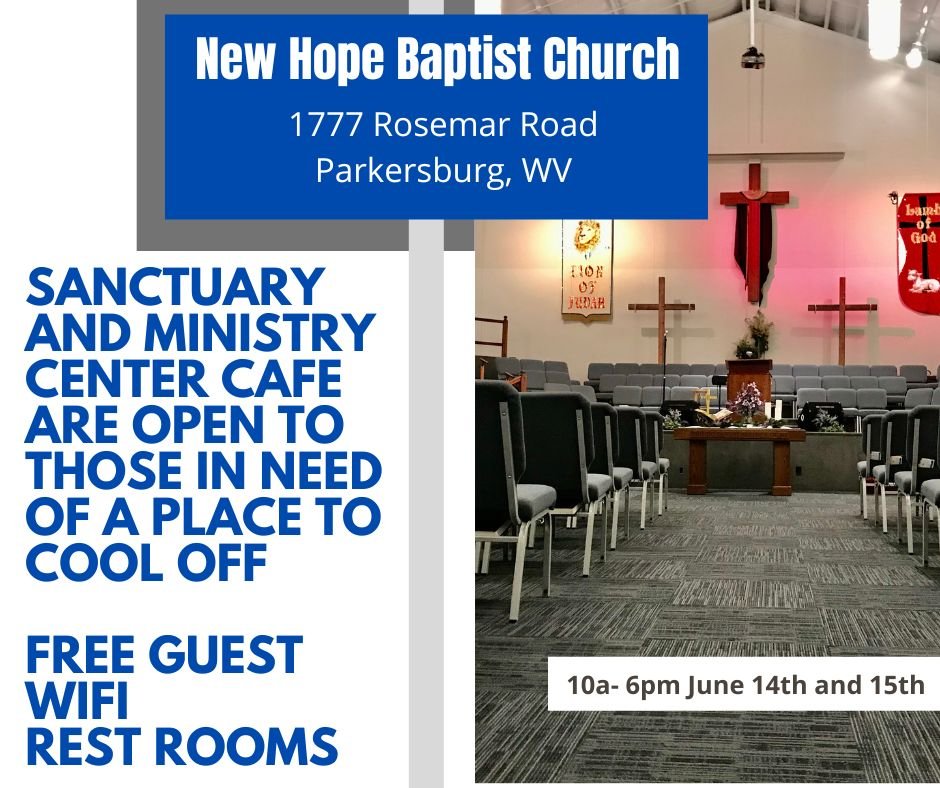 New Hope Baptist Church
1777 Rosemar Road
Parkersburg, WV
SANCTUARY
AND MINISTRY
CENTER CAFE
ARE OPEN TO
THOSE IN NEED
OF A PLACE TO
COOL OFF
FREE GUEST
WIFI
REST ROOMS
LION
OF
JUDAH
Lamb
of
God
10a- 6pm June 14th and 15th